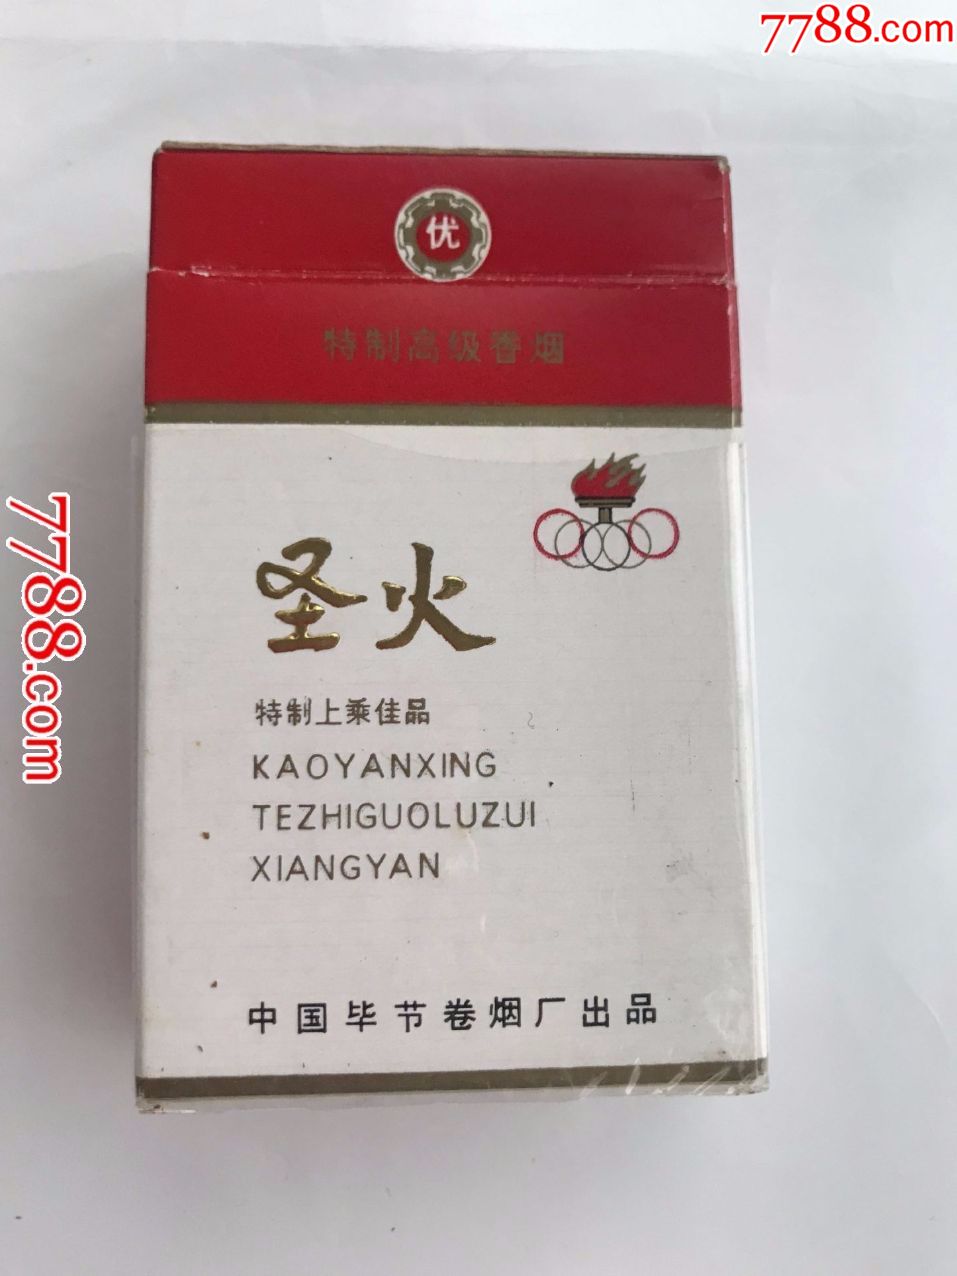 7788.com
优
特制高级香烟
圣火
特制上乘佳品
KAOYANXING
TEZHIGUOLUZUI
XIANGYAN
中国毕节卷烟厂出品
7788.com